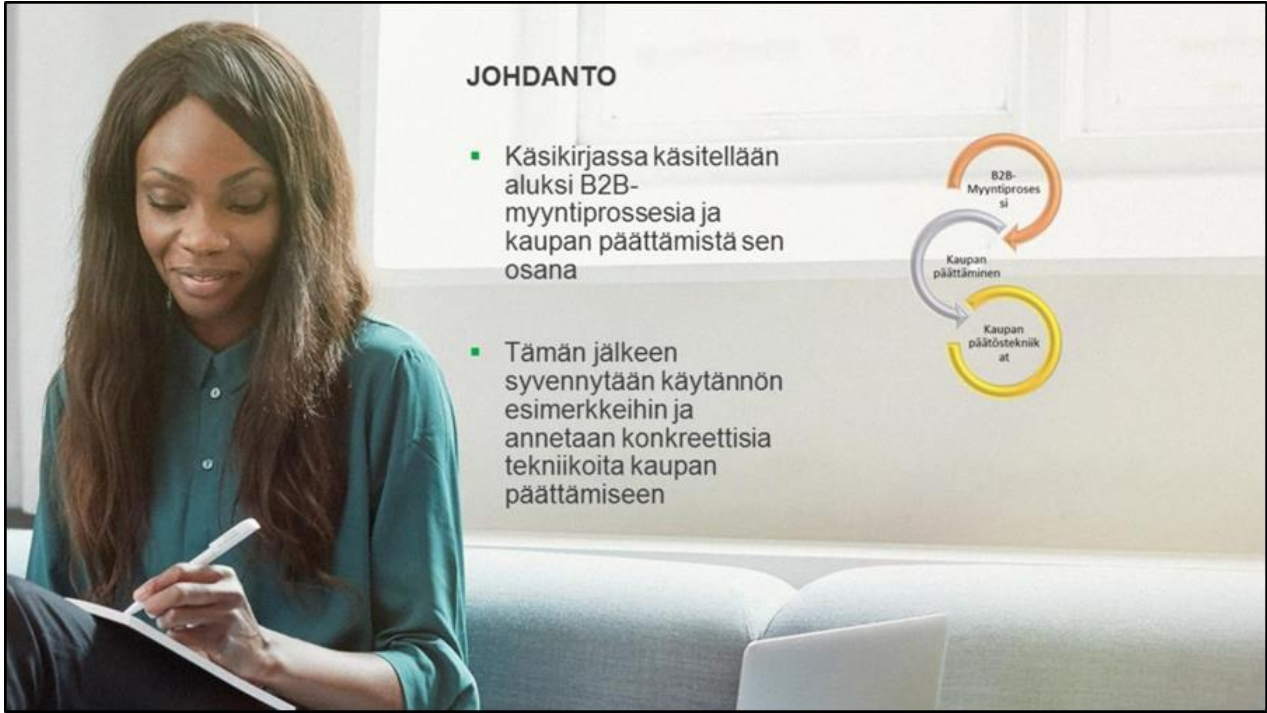 JOHDANTO
▪ Käsikirjassa käsitellään
aluksi B2B-
myyntiprossesia ja
kaupan päättämistä sen
osana
▪ Tämän jälkeen
syvennytään käytännön
esimerkkeihin ja
annetaan konkreettisia
tekniikoita kaupan
päättämiseen
B2B-
Myyntiproses
si
Kaupan
päättäminen
Kaupan
päätöstekniik
at